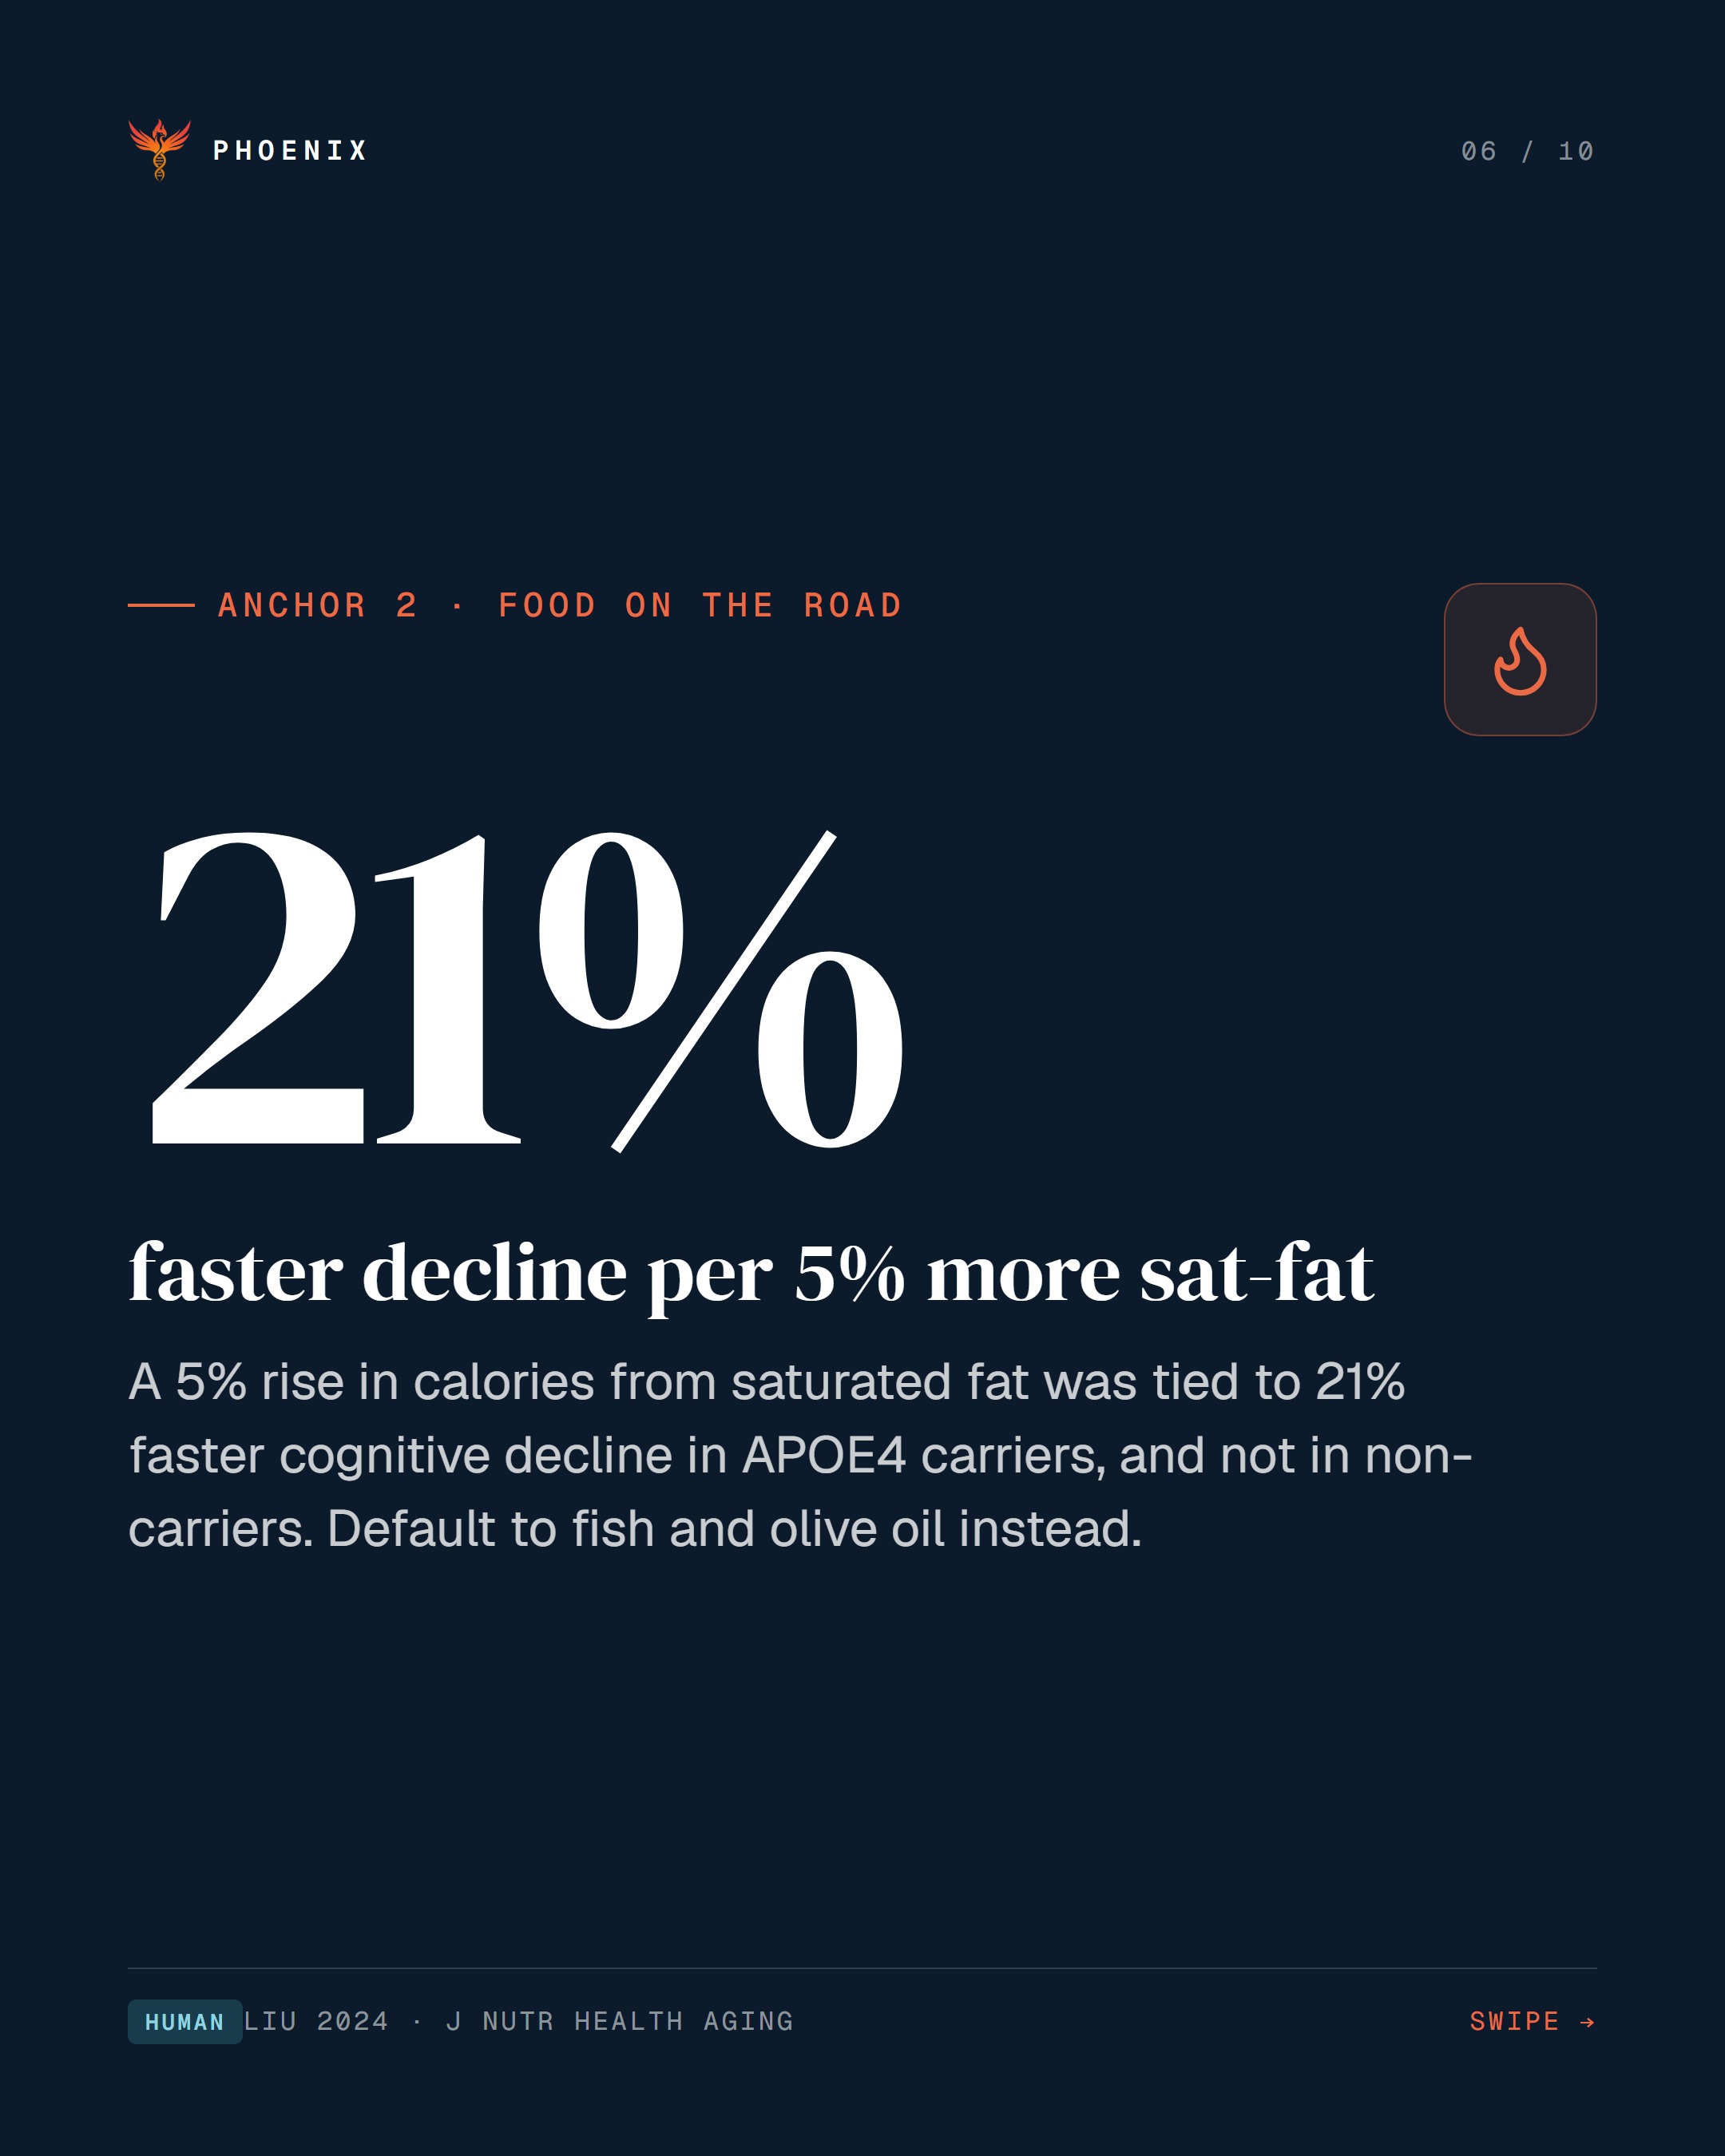 PHOENIX
06 / 10
ANCHOR 2 · FOOD ON THE ROAD
21%
faster decline per 5% more sat-fat
A 5% rise in calories from saturated fat was tied to 21%
faster cognitive decline in APOE4 carriers, and not in non-
carriers. Default to fish and olive oil instead.
HUMAN LIU 2024 · J NUTR HEALTH AGING
SWIPE →